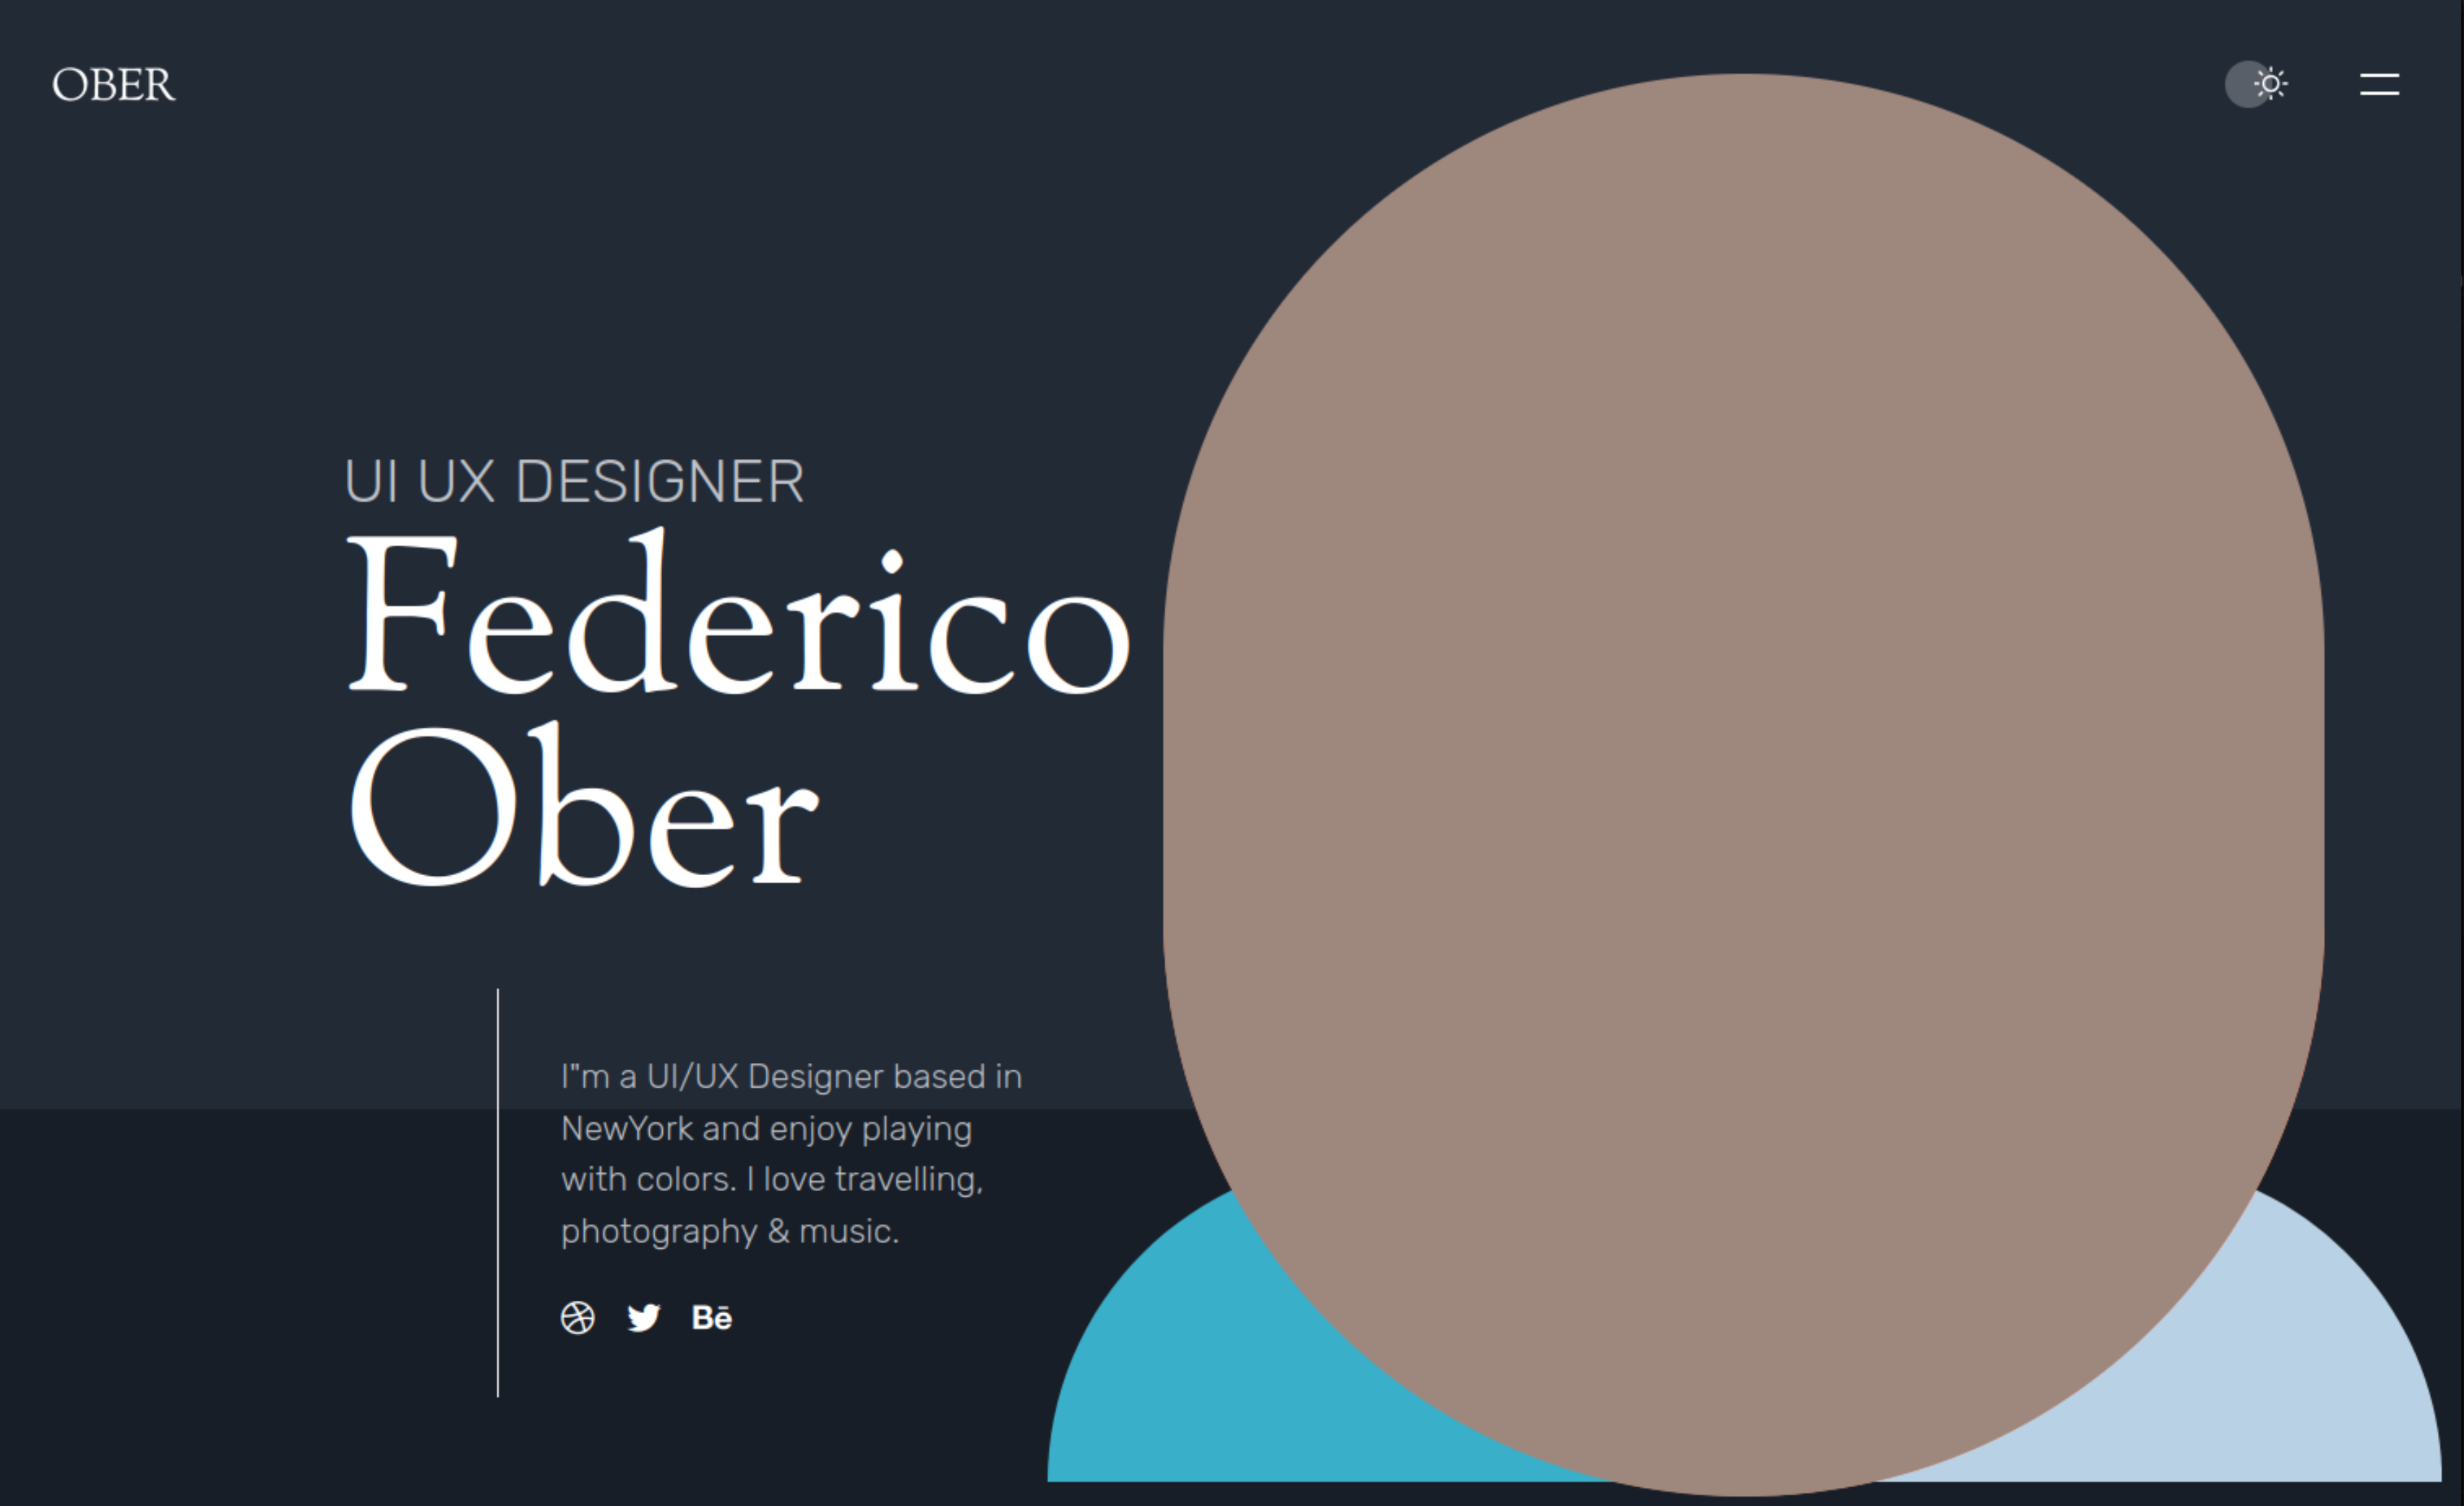 OBER
UI UX DESIGNER
Federico
Ober
I"m a UI/UX Designer based in
NewYork and enjoy playing
with colors. I love travelling,
photography & music.
Bē